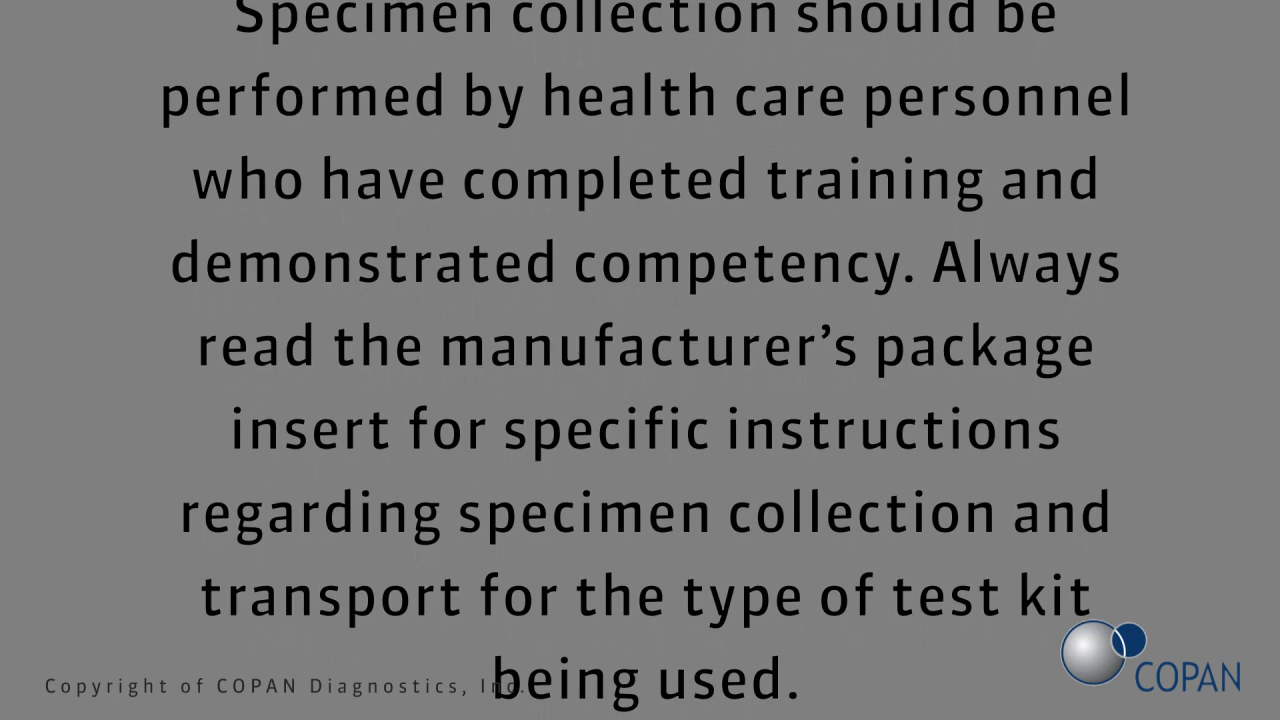 Specimen collection should be
performed by health care personnel
who have completed training and
demonstrated competency. Always
read the manufacturer’s package
insert for specific instructions
regarding specimen collection and
transport for the type of test kit
being used.
Copyright of COPAN Diagnostics, Inc.
COPAN